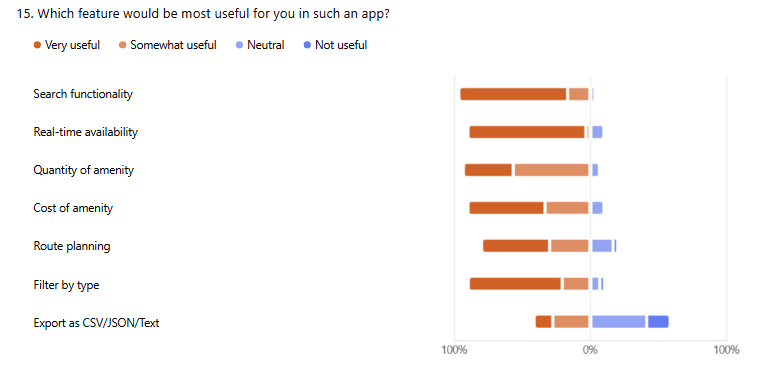 15. Which feature would be most useful for you in such an app?
Very useful Somewhat useful Neutral Not useful
Search functionality
Real-time availability
Quantity of amenity
Cost of amenity
Route planning
Filter by type
Export as CSV/JSON/Text
100% 0% 100%